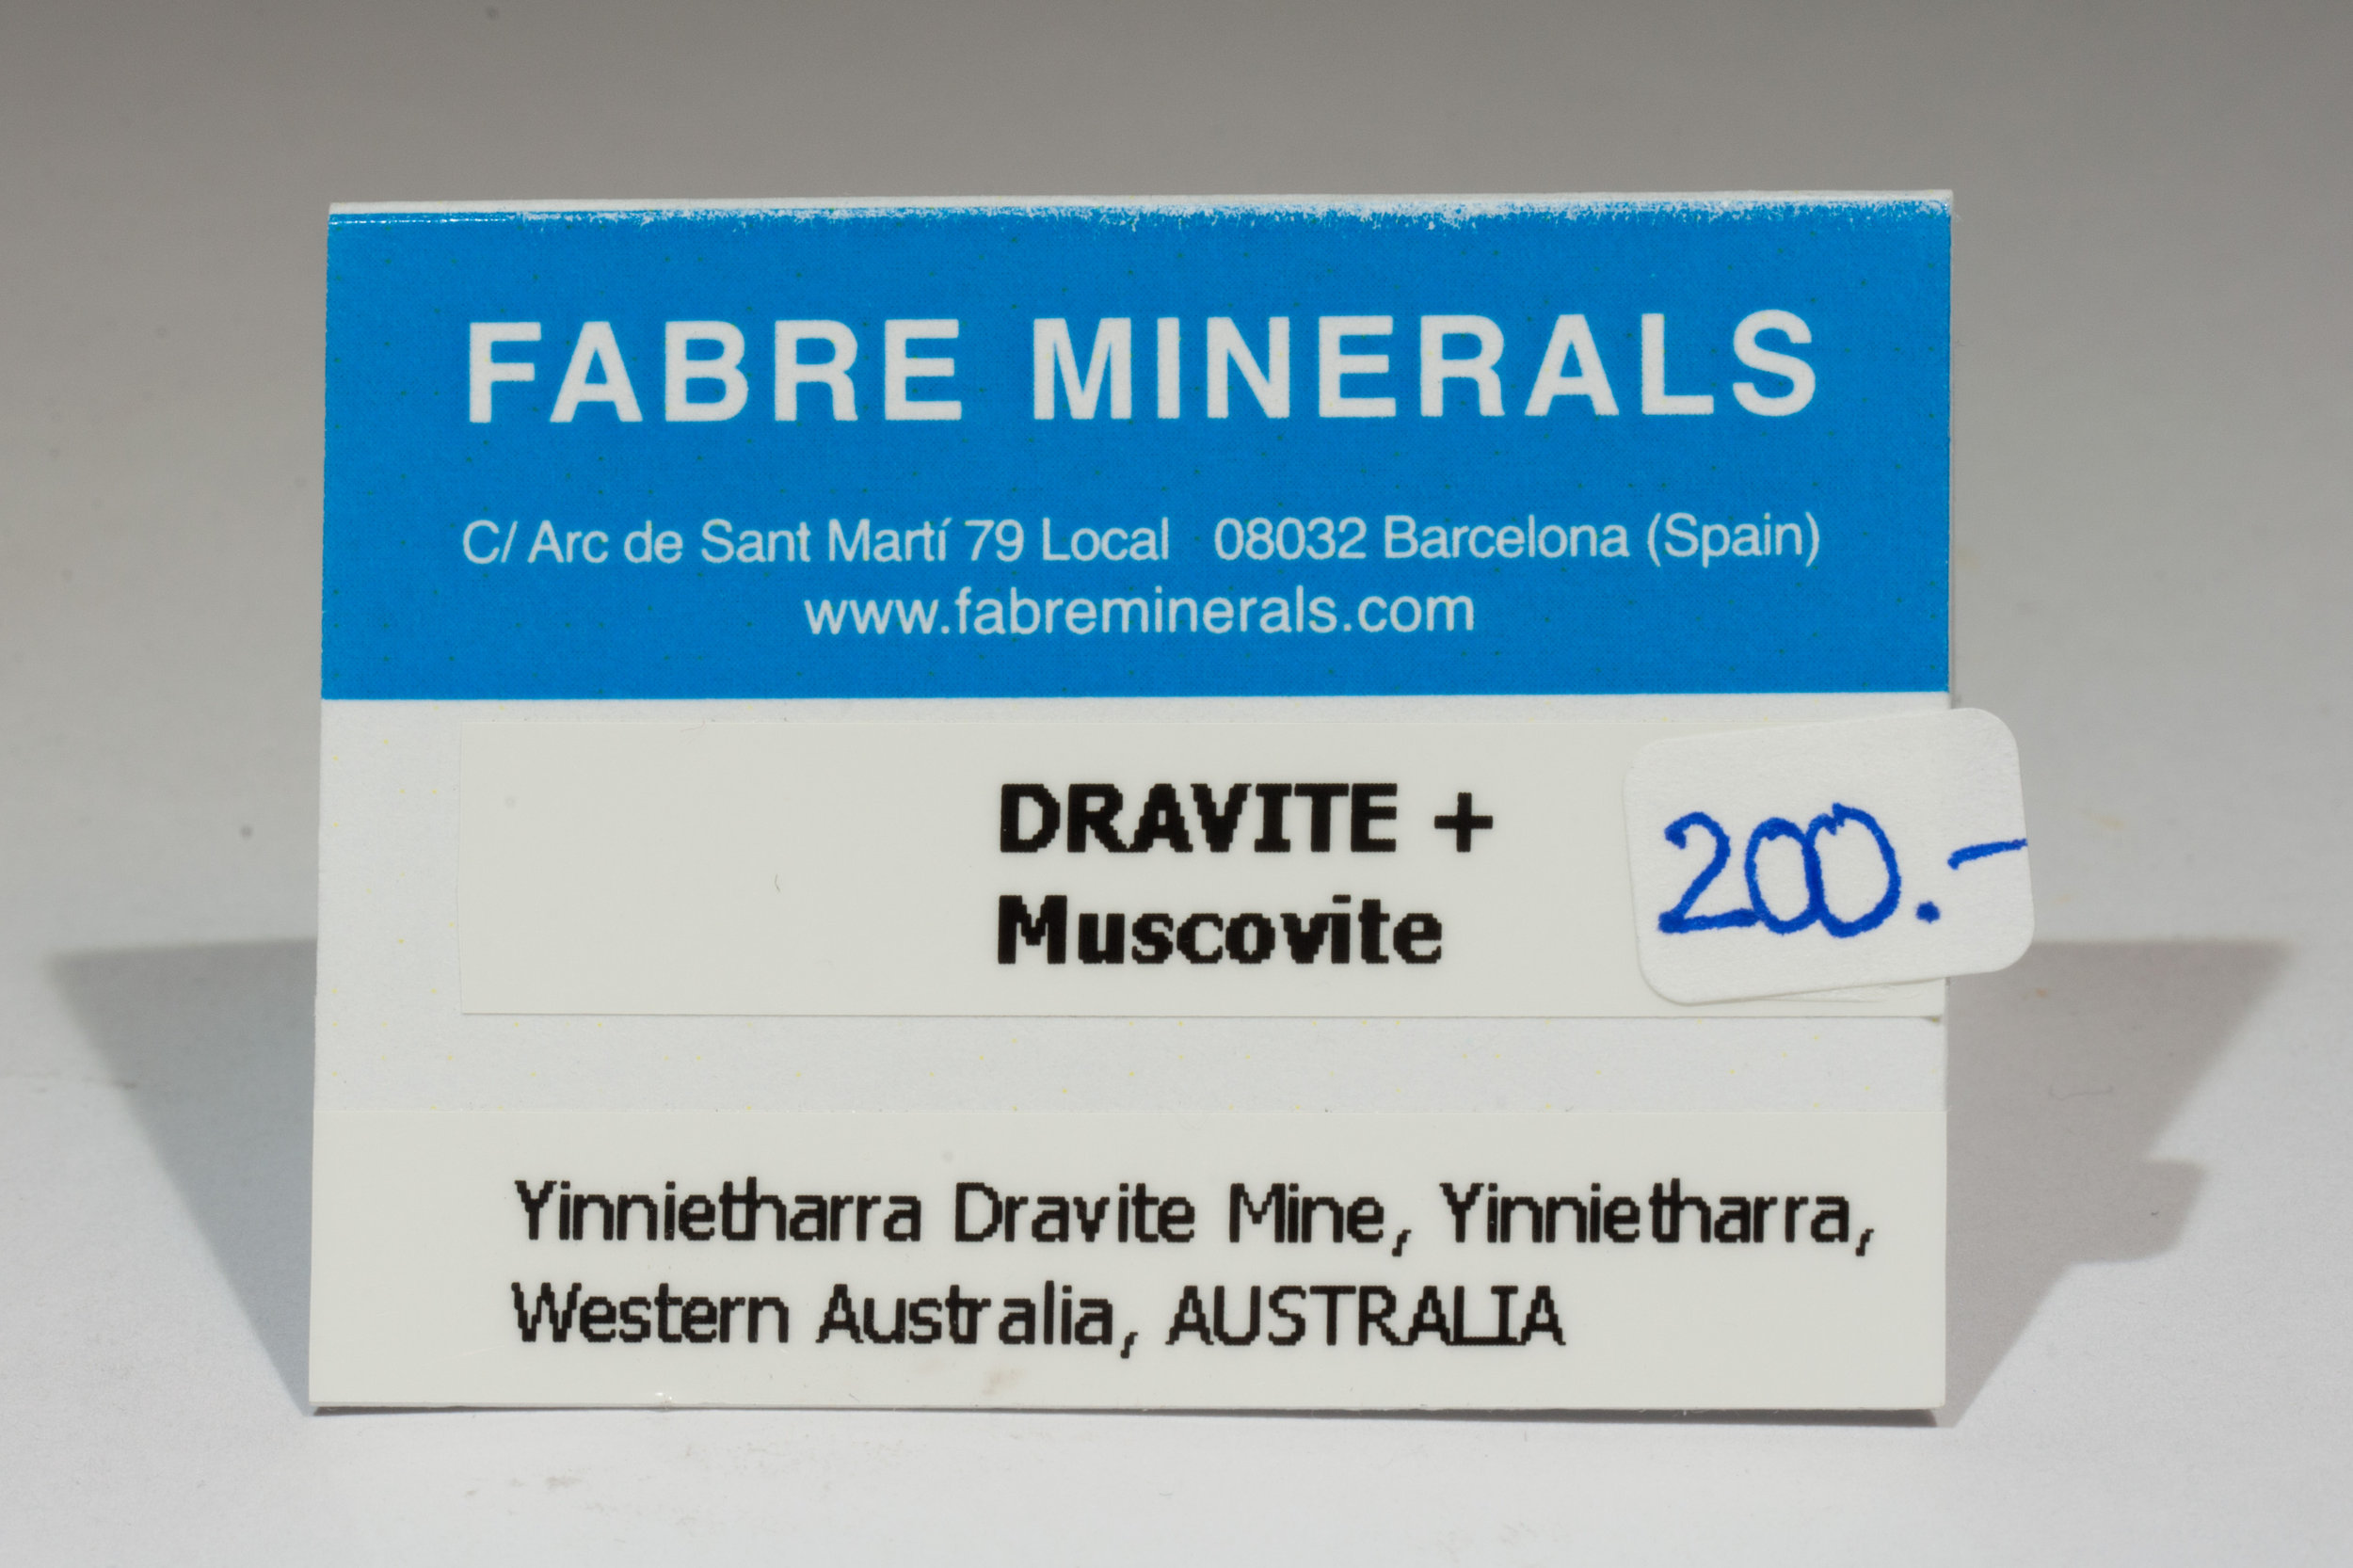 FABRE MINERALS
C/ Arc de Sant Martí 79 Local 08032 Barcelona (Spain)
www.fabreminerals.com
DRAVITE +
Muscovite
200.-
Yinnietharra Dravite Mine, Yinnietharra,
Western Australia, AUSTRALIA